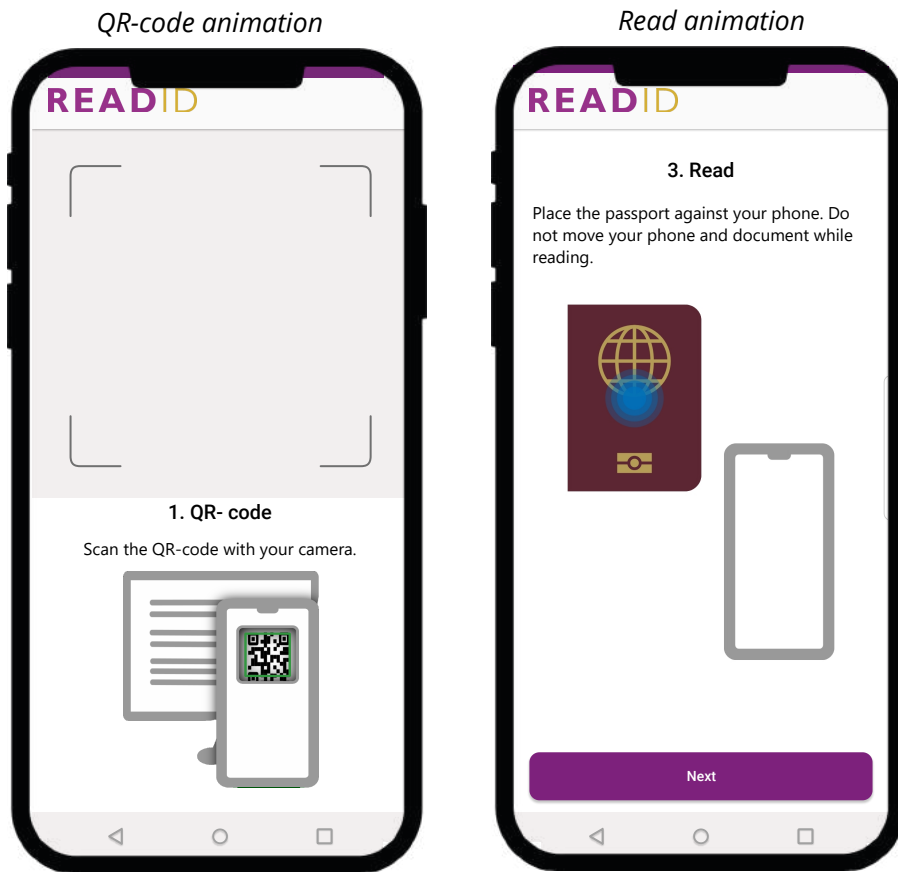 QR-code animation
READID
1. QR- code
Scan the QR-code with your camera.
Read animation
READID
3. Read
Place the passport against your phone. Do
not move your phone and document while
reading.
Next